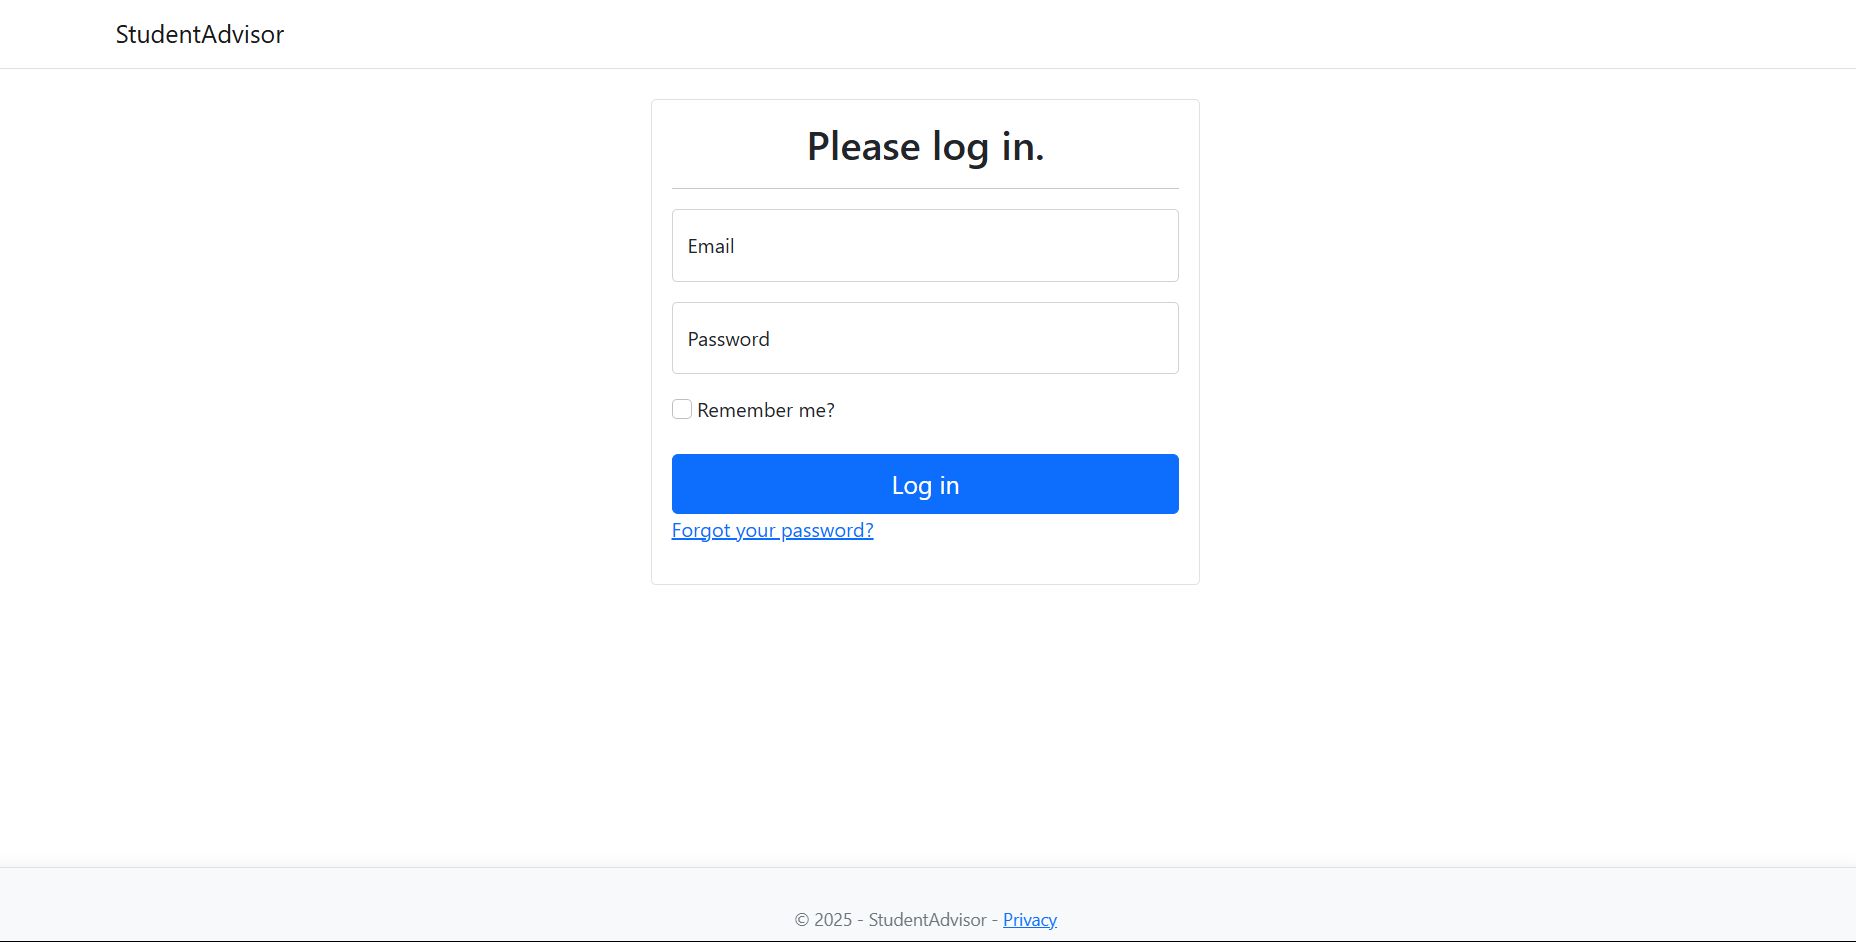 StudentAdvisor
Please log in.
Email
Password
Remember me?
Log in
Forgot your password?
© 2025 - StudentAdvisor - Privacy